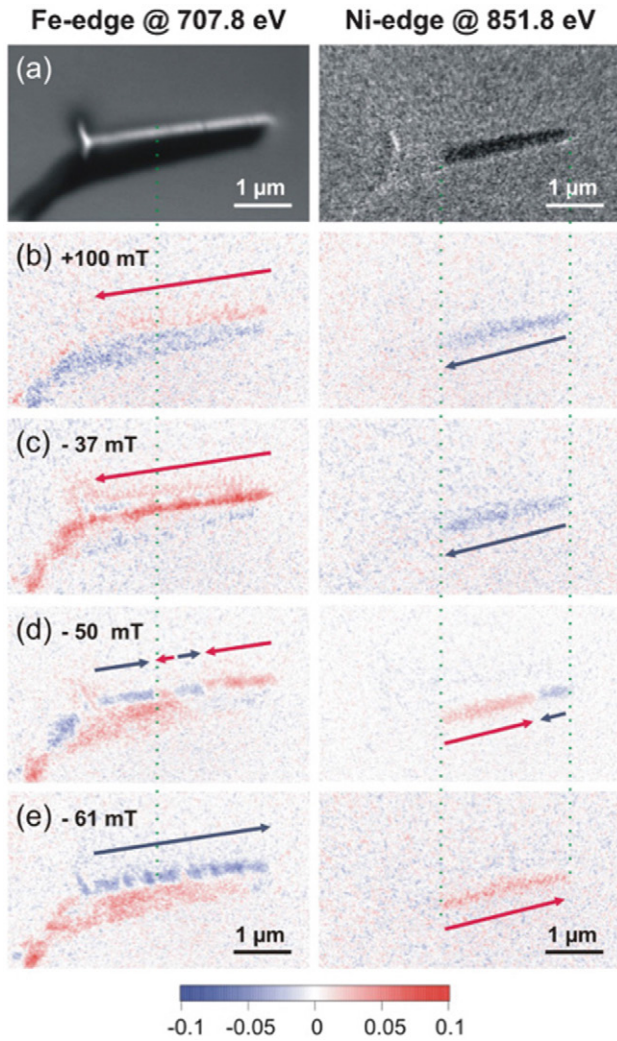 Fe-edge @ 707.8 eV Ni-edge @ 851.8 eV
(a)
1 µm 1 µm
(b) +100 mT
(c) - 37 mT
(d) - 50 mT
(e) - 61 mT
1 µm 1 µm
-0.1 -0.05 0 0.05 0.1